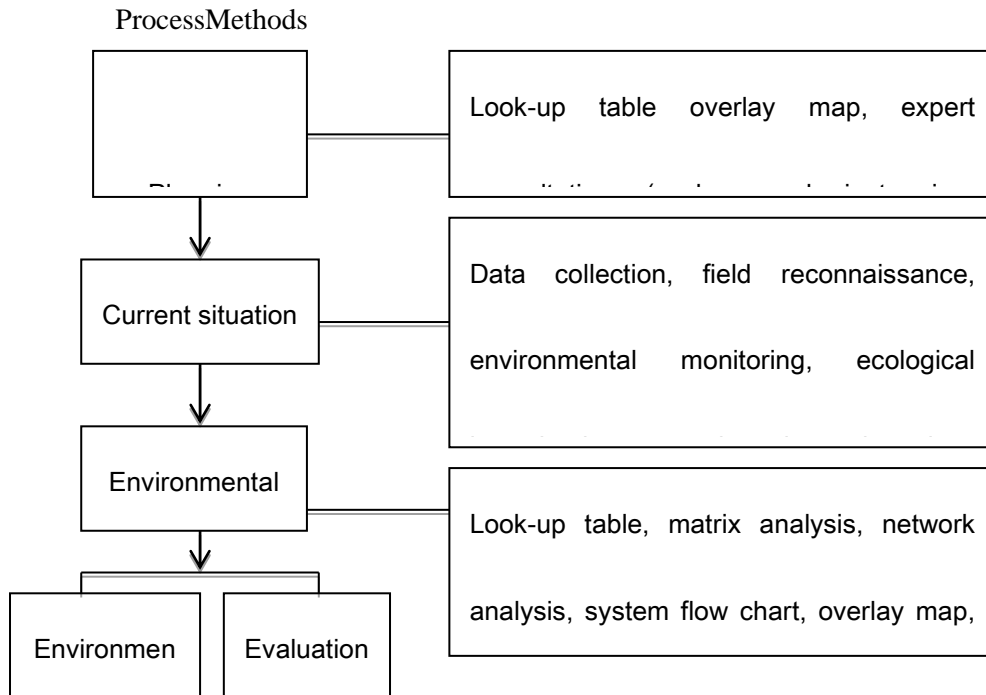 ProcessMethods
Look-up table overlay map, expert
Data collection, field reconnaissance,
Current situation
environmental monitoring, ecological
Environmental
Look-up table, matrix analysis, network
analysis, system flow chart, overlay map,
Environmen
Evaluation